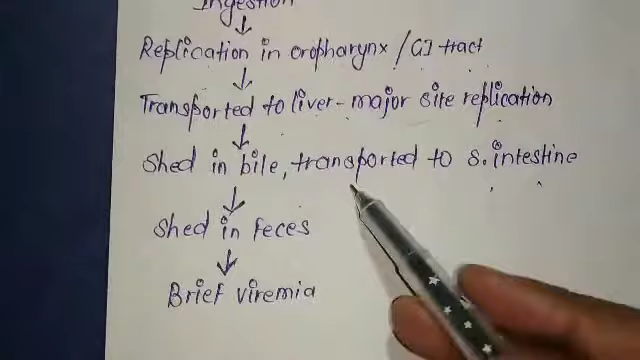 Ingestion
Replication in oropharynx / GI tract
Transported to liver - major site replication
Shed in bile, transported to s. intestine
Shed in feces
Brief viremia